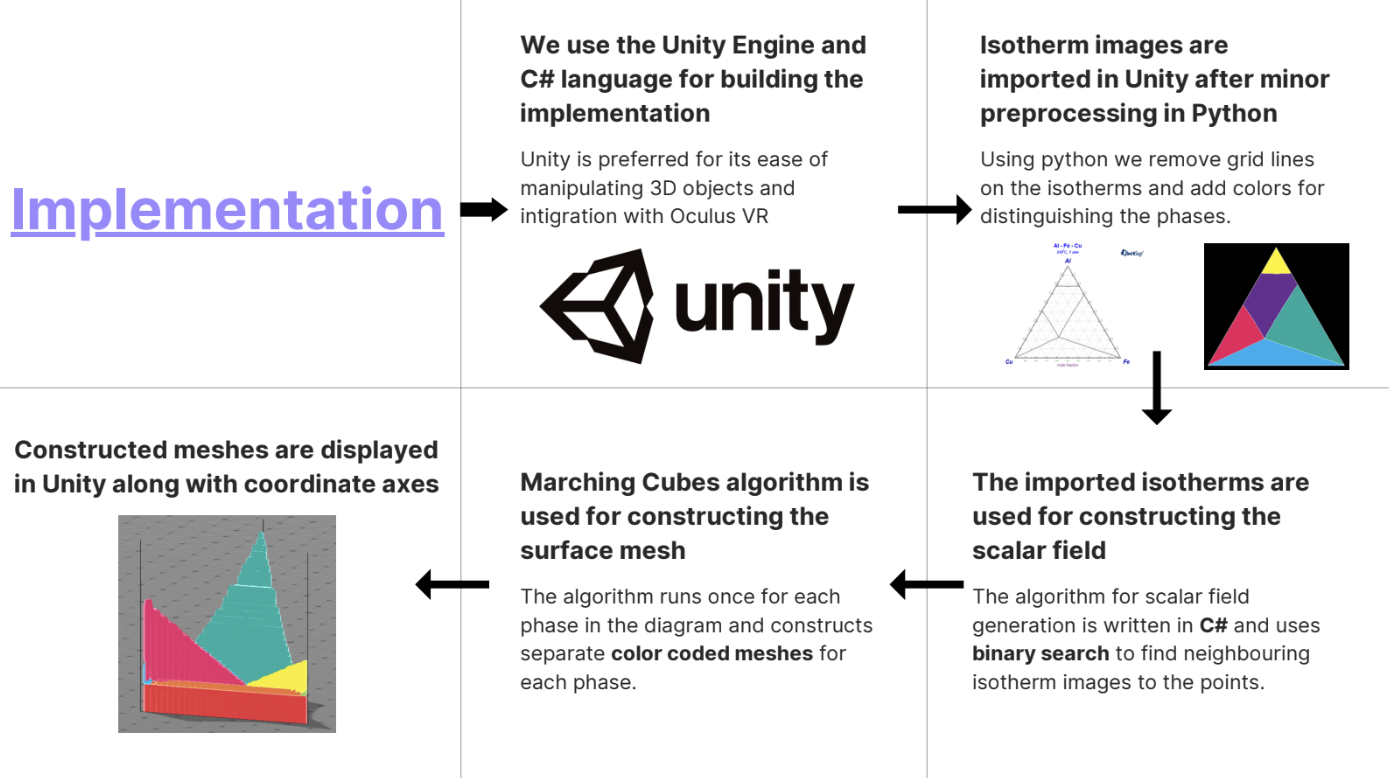 Implementation
We use the Unity Engine and
C# language for building the
implementation
Unity is preferred for its ease of
manipulating 3D objects and
intigration with Oculus VR
unity
Isotherm images are
imported in Unity after minor
preprocessing in Python
Using python we remove grid lines
on the isotherms and add colors for
distinguishing the phases.
Al - Fe - Cu
Al
Cu
Fe
The imported isotherms are
used for constructing the
scalar field
The algorithm for scalar field
generation is written in C# and uses
binary search to find neighbouring
isotherm images to the points.
Marching Cubes algorithm is
used for constructing the
surface mesh
The algorithm runs once for each
phase in the diagram and constructs
separate color coded meshes for
each phase.
Constructed meshes are displayed
in Unity along with coordinate axes